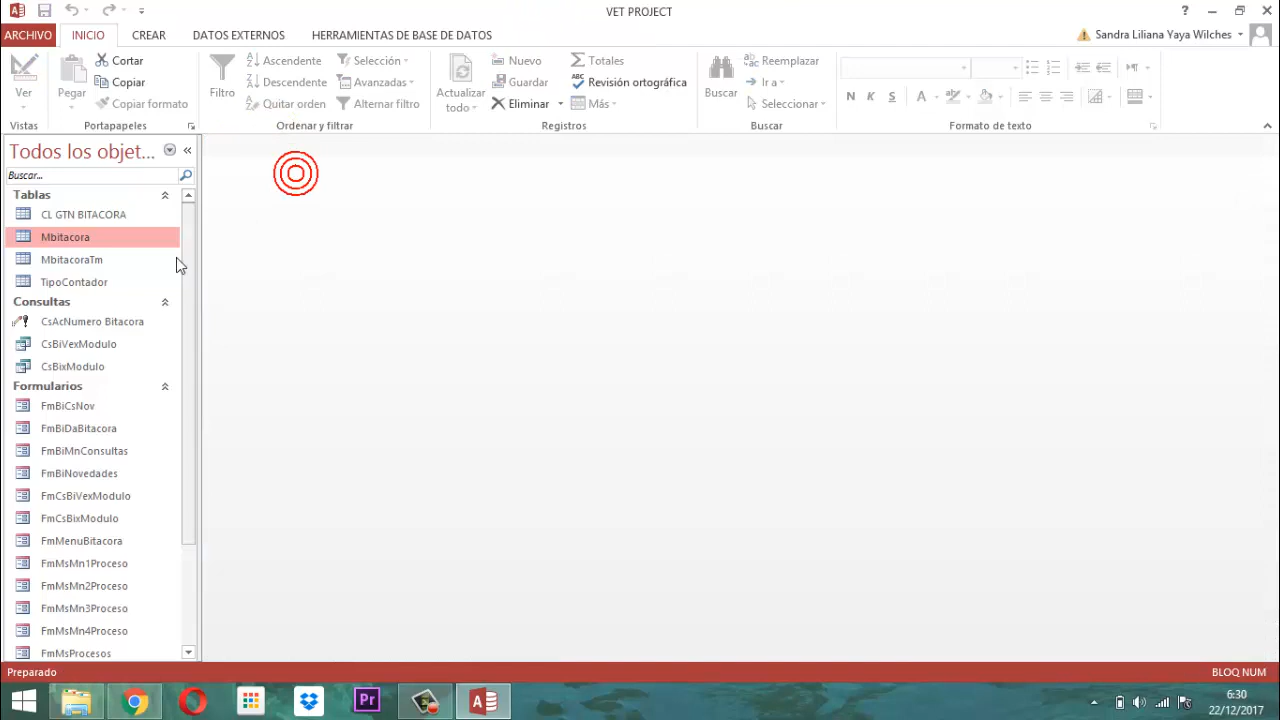 VET PROJECT
?
ARCHIVO INICIO CREAR DATOS EXTERNOS HERRAMIENTAS DE BASE DE DATOS
Sandra Liliana Yaya Wilches
Ver
Vistas
Pegar
Cortar
Copiar
Copiar formato
Portapapeles
Filtro
Ascendente
Descendente
Quitar orden
Selección
Avanzadas
Alternar filtro
Ordenar y filtrar
Actualizar
todo
Nuevo
Guardar
Eliminar
Totales
Revisión ortográfica
Más
Registros
Buscar
Reemplazar
Ir a
Seleccionar
Buscar
N K S A
Formato de texto
Todos los objet...
Buscar...
Tablas
CL GTN BITACORA
Mbitacora
MbitacoraTm
TipoContador
Consultas
CsAcNumero Bitacora
CsBiVexModulo
CsBixModulo
Formularios
FmBiCsNov
FmBiDaBitacora
FmBiMnConsultas
FmBiNovedades
FmCsBiVexModulo
FmCsBixModulo
FmMenuBitacora
FmMsMn1Proceso
FmMsMn2Proceso
FmMsMn3Proceso
FmMsMn4Proceso
FmMsProcesos
Preparado
BLOQ NUM
Pr
6:30
22/12/2017